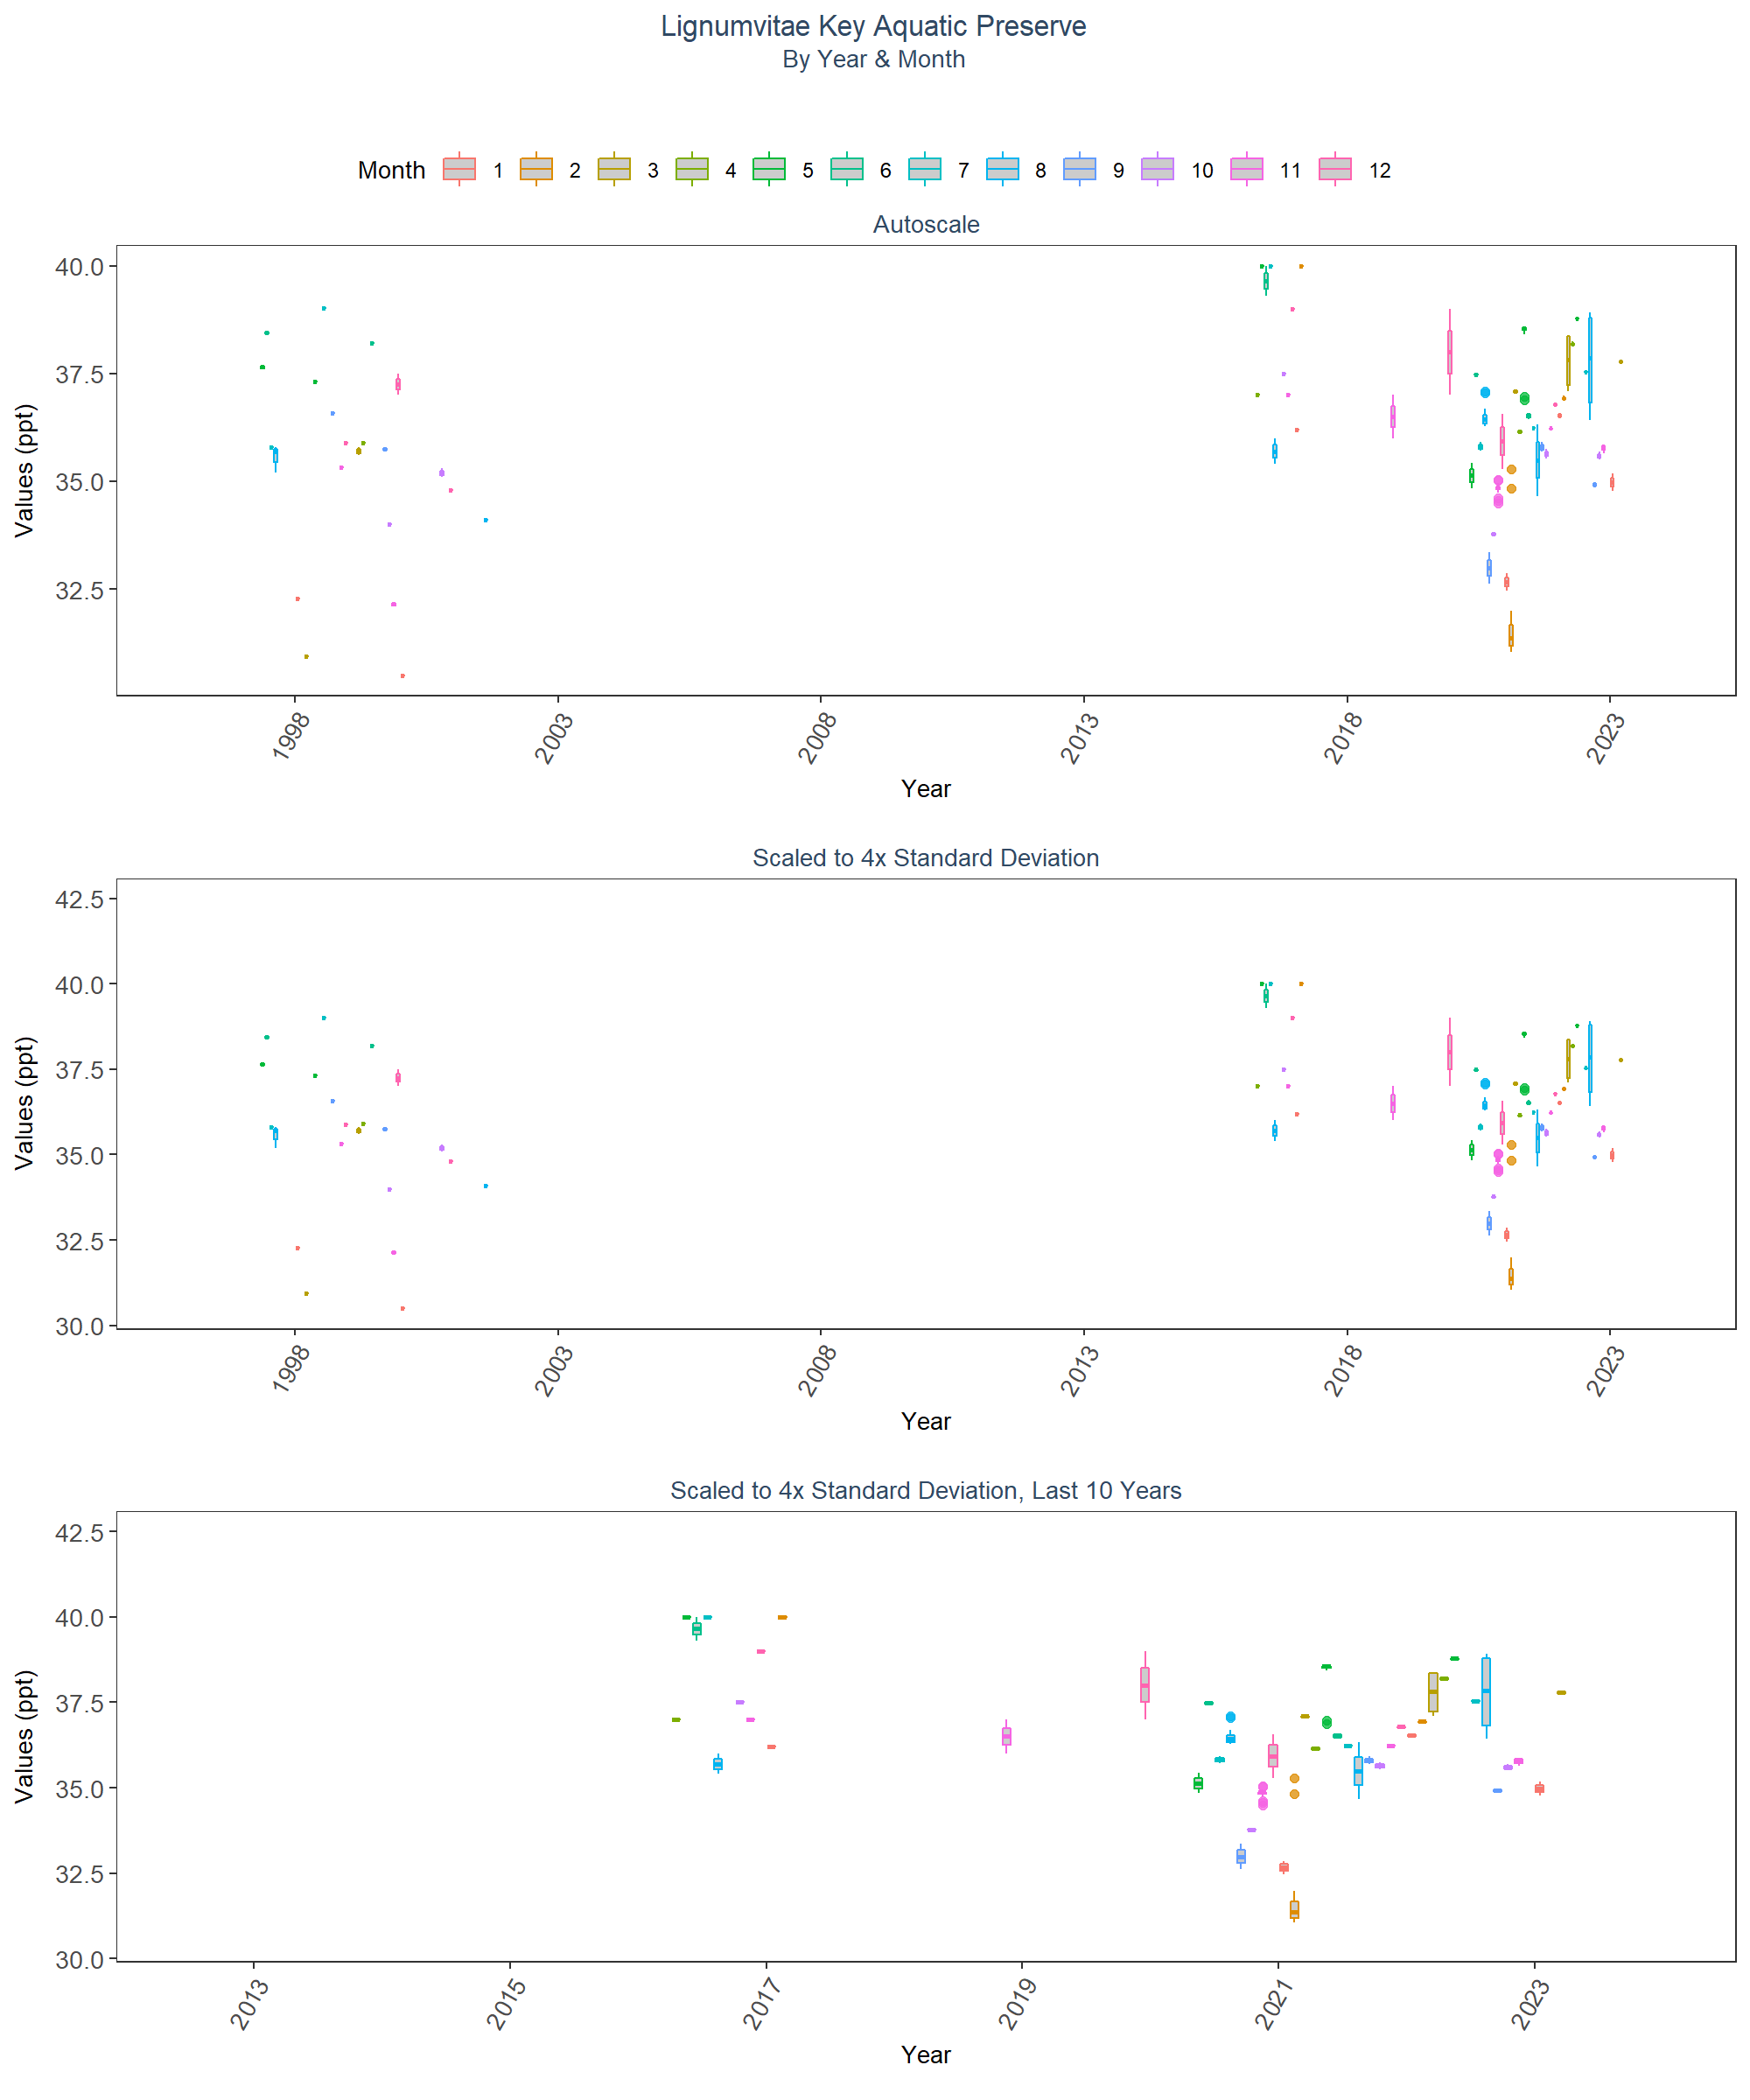 Lignumvitae Key Aquatic Preserve
By Year & Month
Month 1 2 3 4 5 6 7 8 9 10 11 12
Autoscale
Values (ppt)
40.0
37.5
35.0
32.5
1998 2003 2008 2013 2018 2023
Year
Scaled to 4x Standard Deviation
Values (ppt)
42.5
40.0
37.5
35.0
32.5
30.0
1998 2003 2008 2013 2018 2023
Year
Scaled to 4x Standard Deviation, Last 10 Years
Values (ppt)
42.5
40.0
37.5
35.0
32.5
30.0
2013 2015 2017 2019 2021 2023
Year